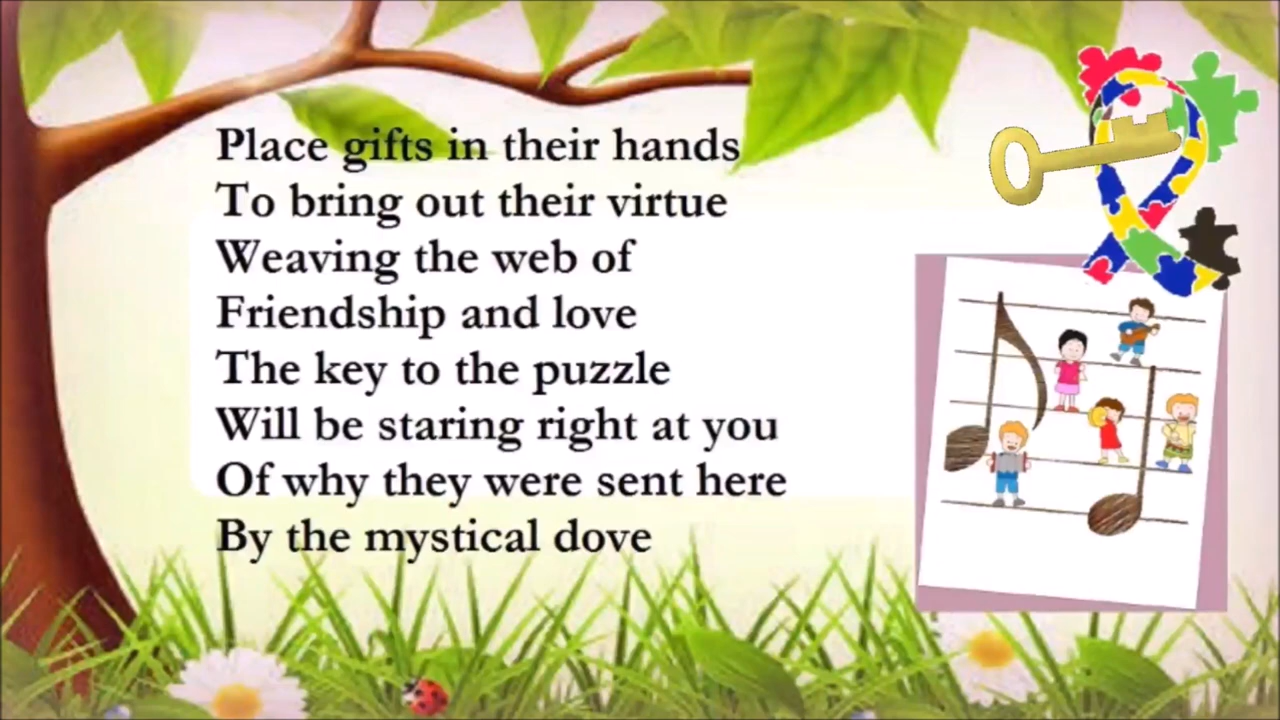 Place gifts in their hands
To bring out their virtue
Weaving the web of
Friendship and love
The key to the puzzle
Will be staring right at you
Of why they were sent here
By the mystical dove